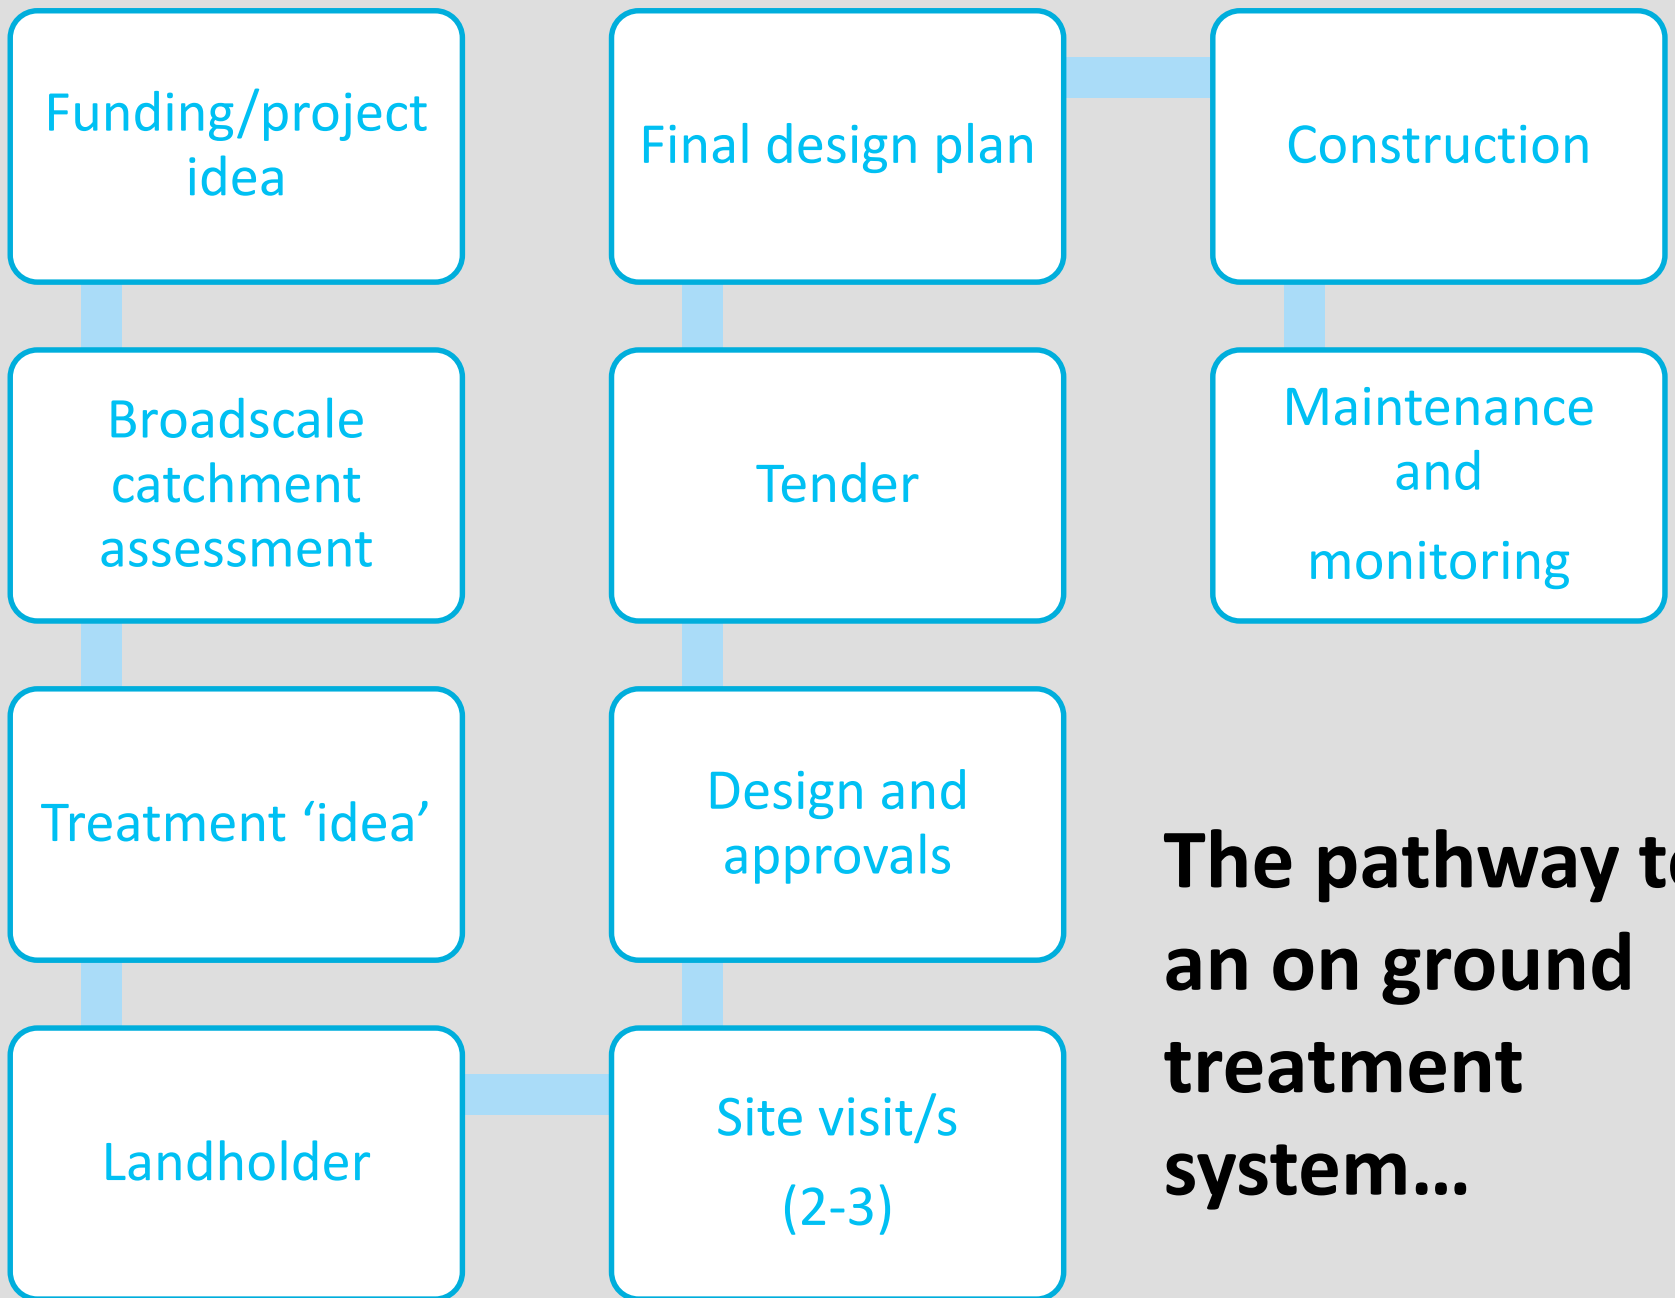 Funding/project
idea
Broadscale
catchment
assessment
Treatment ‘idea’
Landholder
Site visit/s
(2-3)
Design and
approvals
Tender
Final design plan
Construction
Maintenance
and
monitoring
The pathway to
an on ground
treatment
system…